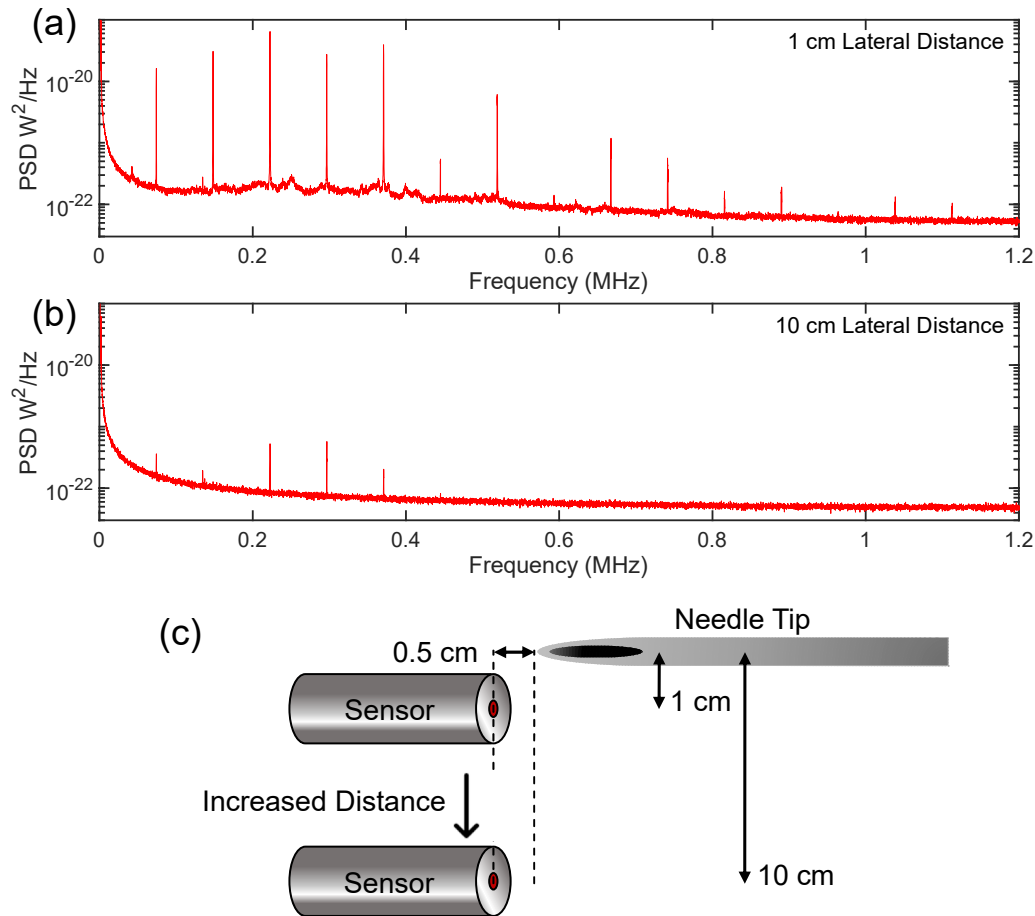 (a)
1 cm Lateral Distance
PSD W²/Hz
10⁻²⁰
10⁻²²
0 0.2 0.4 0.6 0.8 1 1.2
Frequency (MHz)
(b)
10 cm Lateral Distance
PSD W²/Hz
10⁻²⁰
10⁻²²
0 0.2 0.4 0.6 0.8 1 1.2
Frequency (MHz)
(c)
Needle Tip
0.5 cm
Sensor
1 cm
Increased Distance
Sensor
10 cm